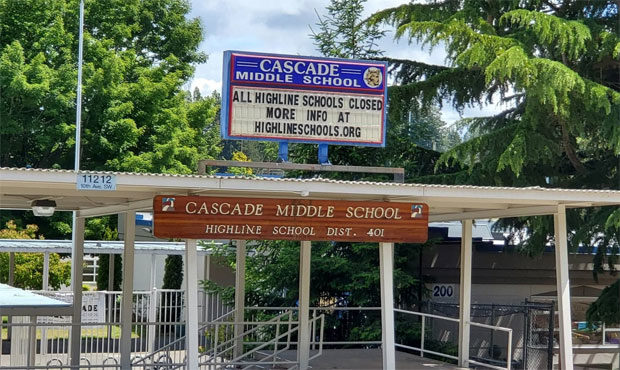 CASCADE
MIDDLE SCHOOL
ALL HIGHLINE SCHOOLS CLOSED
MORE INFO AT
HIGHLINESCHOOLS.ORG
11212
10th Ave. SW
CASCADE MIDDLE SCHOOL
HIGHLINE SCHOOL DIST. 401
200
CADE